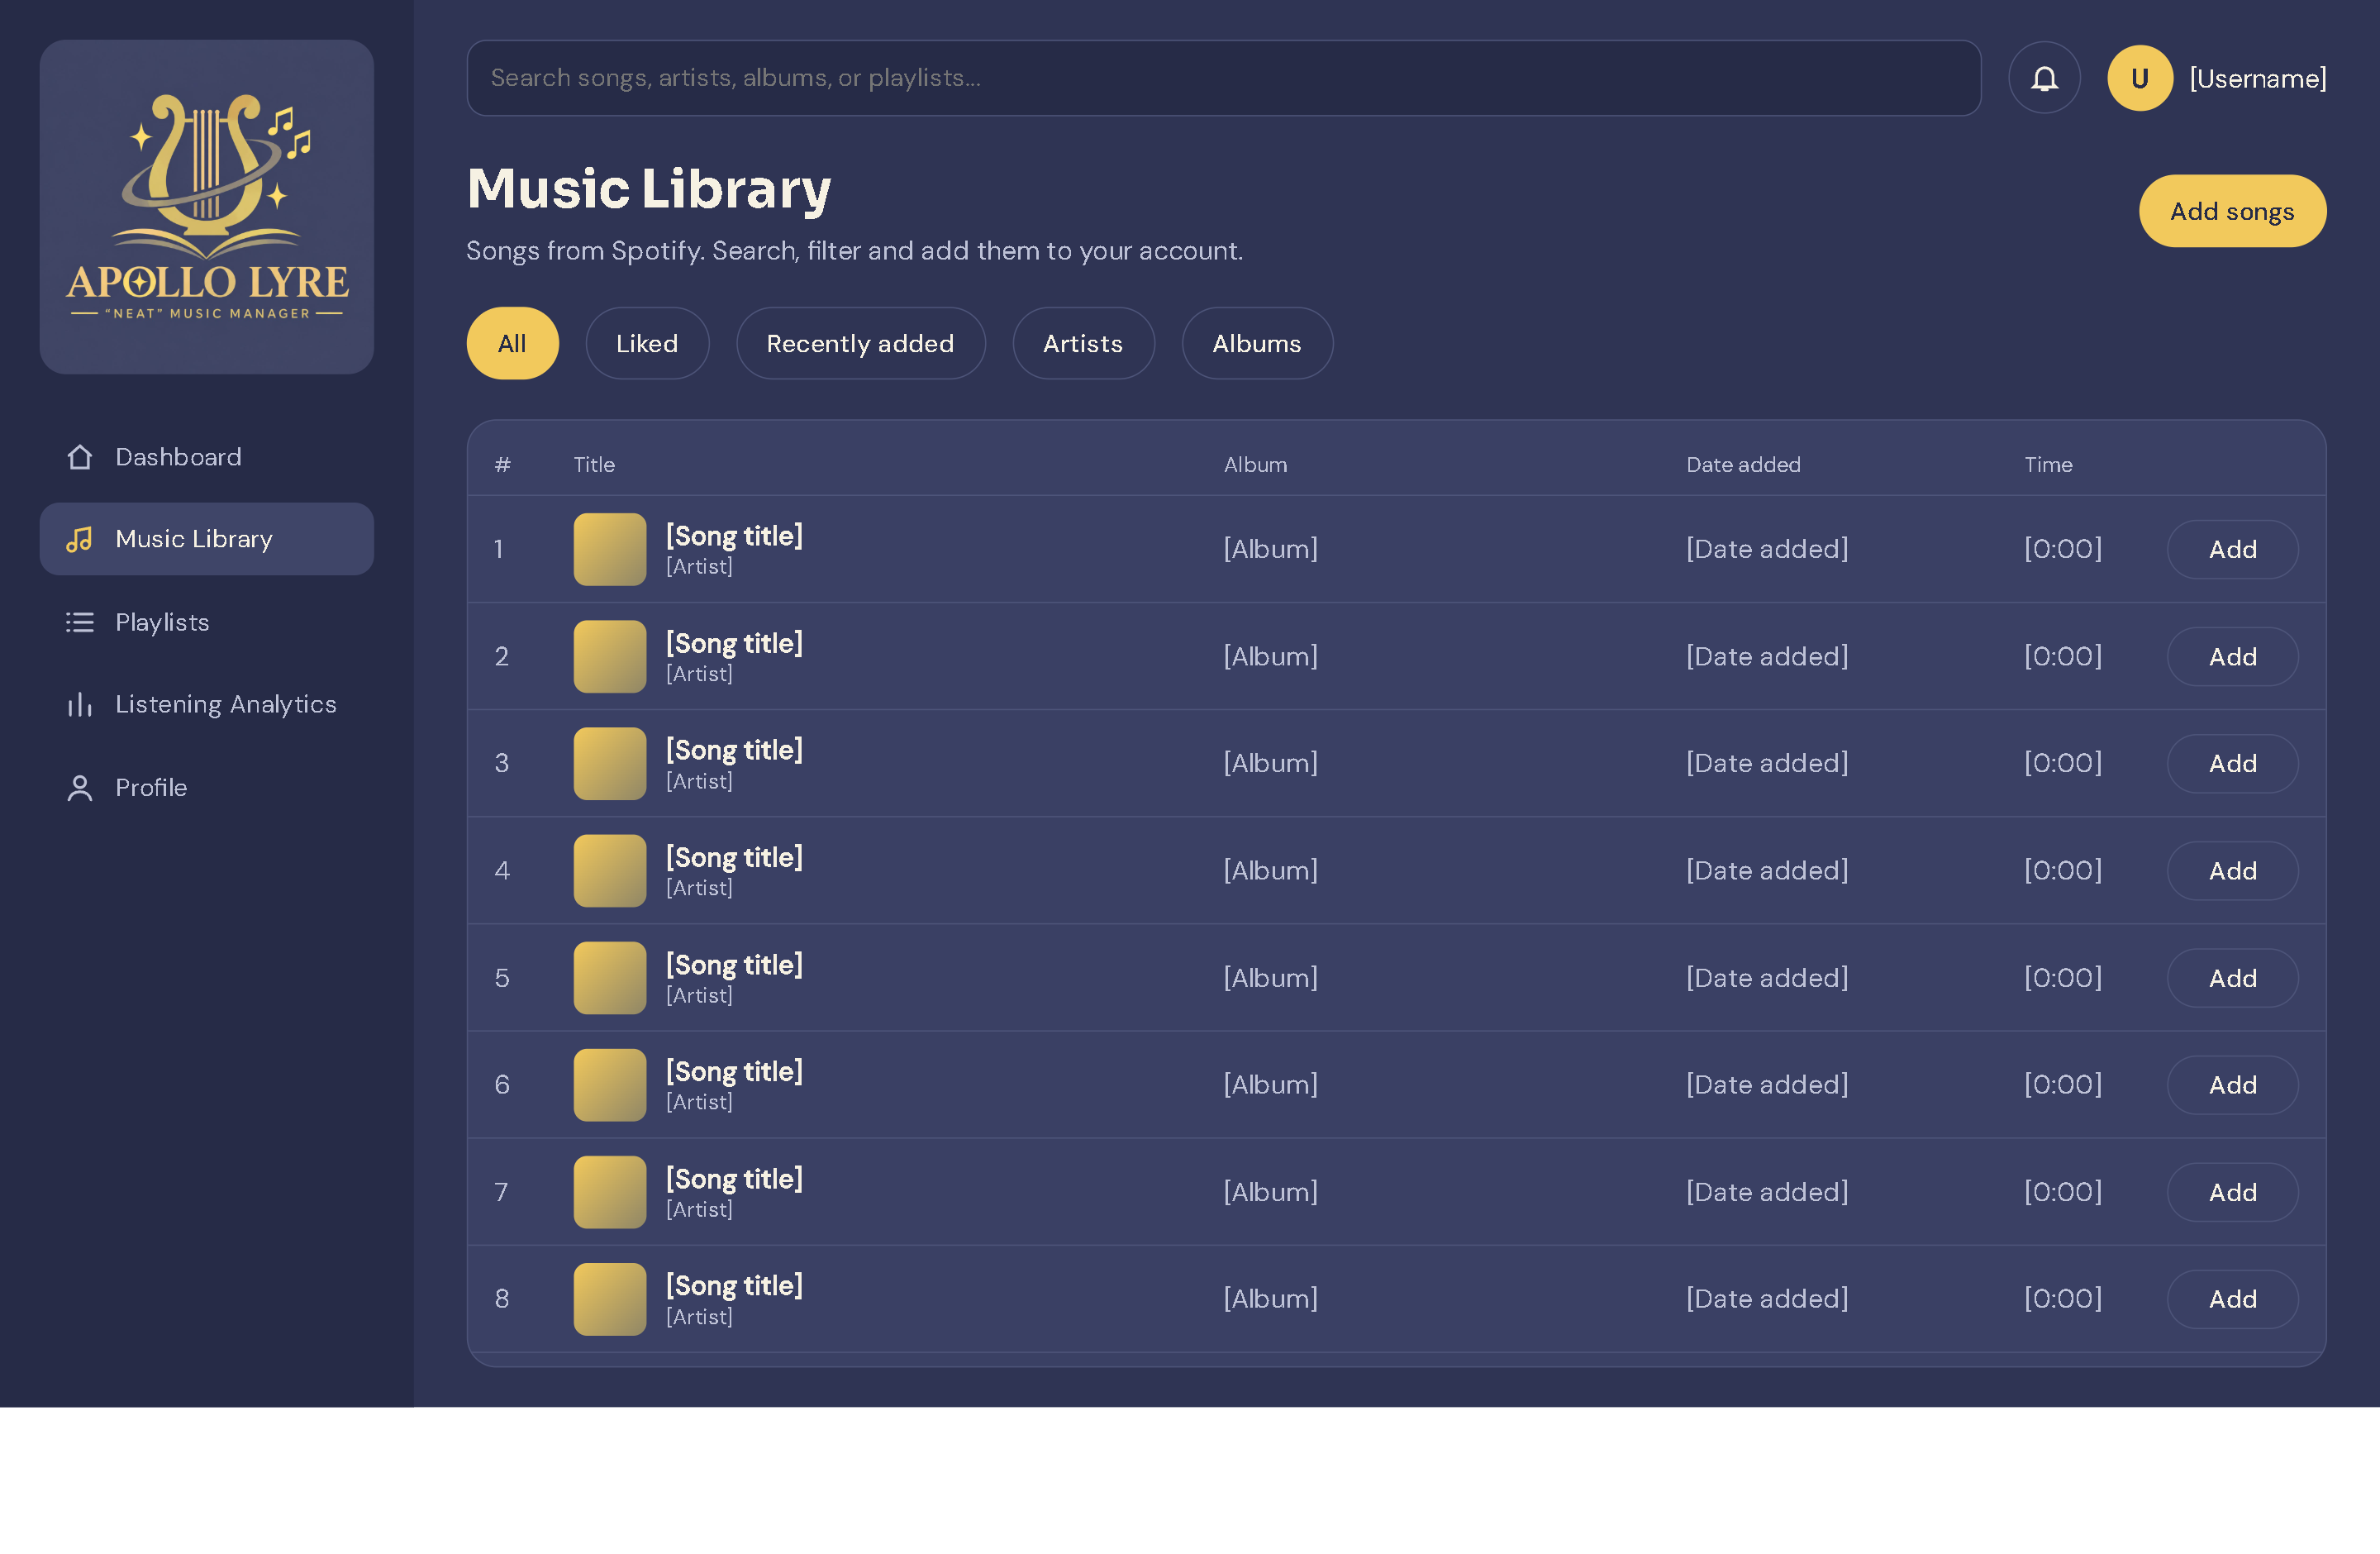 APOLLO LYRE
"NEAT" MUSIC MANAGER
Dashboard
Music Library
Playlists
Listening Analytics
Profile
Search songs, artists, albums, or playlists...
U [Username]
Music Library
Songs from Spotify. Search, filter and add them to your account.
Add songs
All Liked Recently added Artists Albums
# Title Album Date added Time
1 [Song title] [Album] [Date added] [0:00] Add
[Artist]
2 [Song title] [Album] [Date added] [0:00] Add
[Artist]
3 [Song title] [Album] [Date added] [0:00] Add
[Artist]
4 [Song title] [Album] [Date added] [0:00] Add
[Artist]
5 [Song title] [Album] [Date added] [0:00] Add
[Artist]
6 [Song title] [Album] [Date added] [0:00] Add
[Artist]
7 [Song title] [Album] [Date added] [0:00] Add
[Artist]
8 [Song title] [Album] [Date added] [0:00] Add
[Artist]